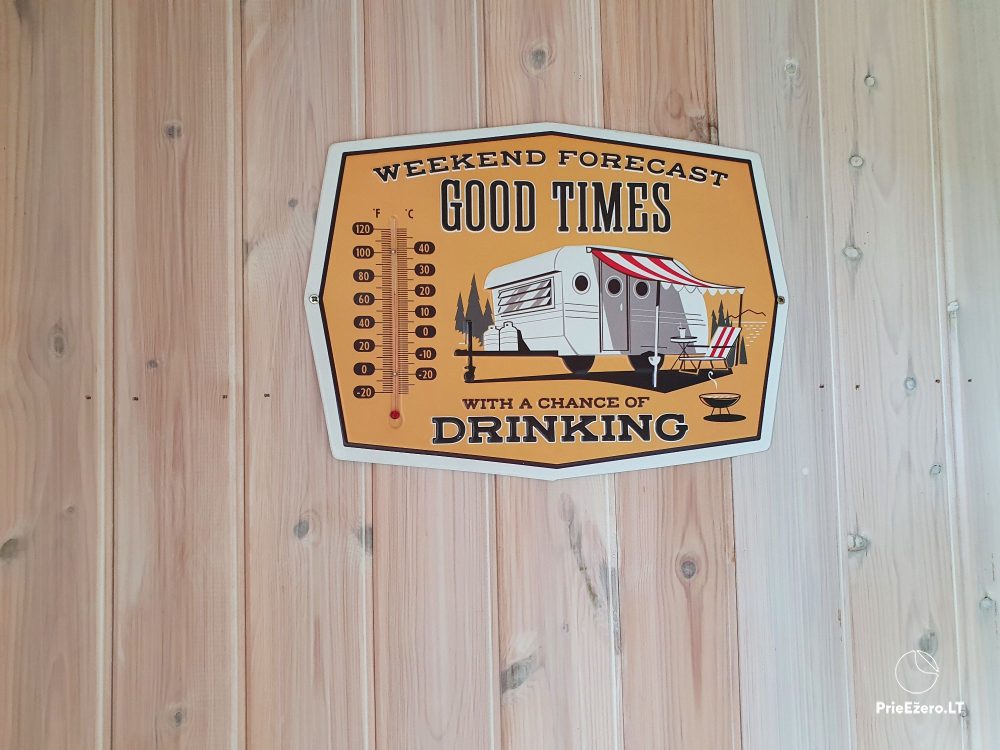 WEEKEND FORECAST
GOOD TIMES
°F °C
120
100
80
60
40
20
0
-20
40
30
20
10
0
-10
-20
WITH A CHANCE OF
DRINKING
PrieEžero.LT